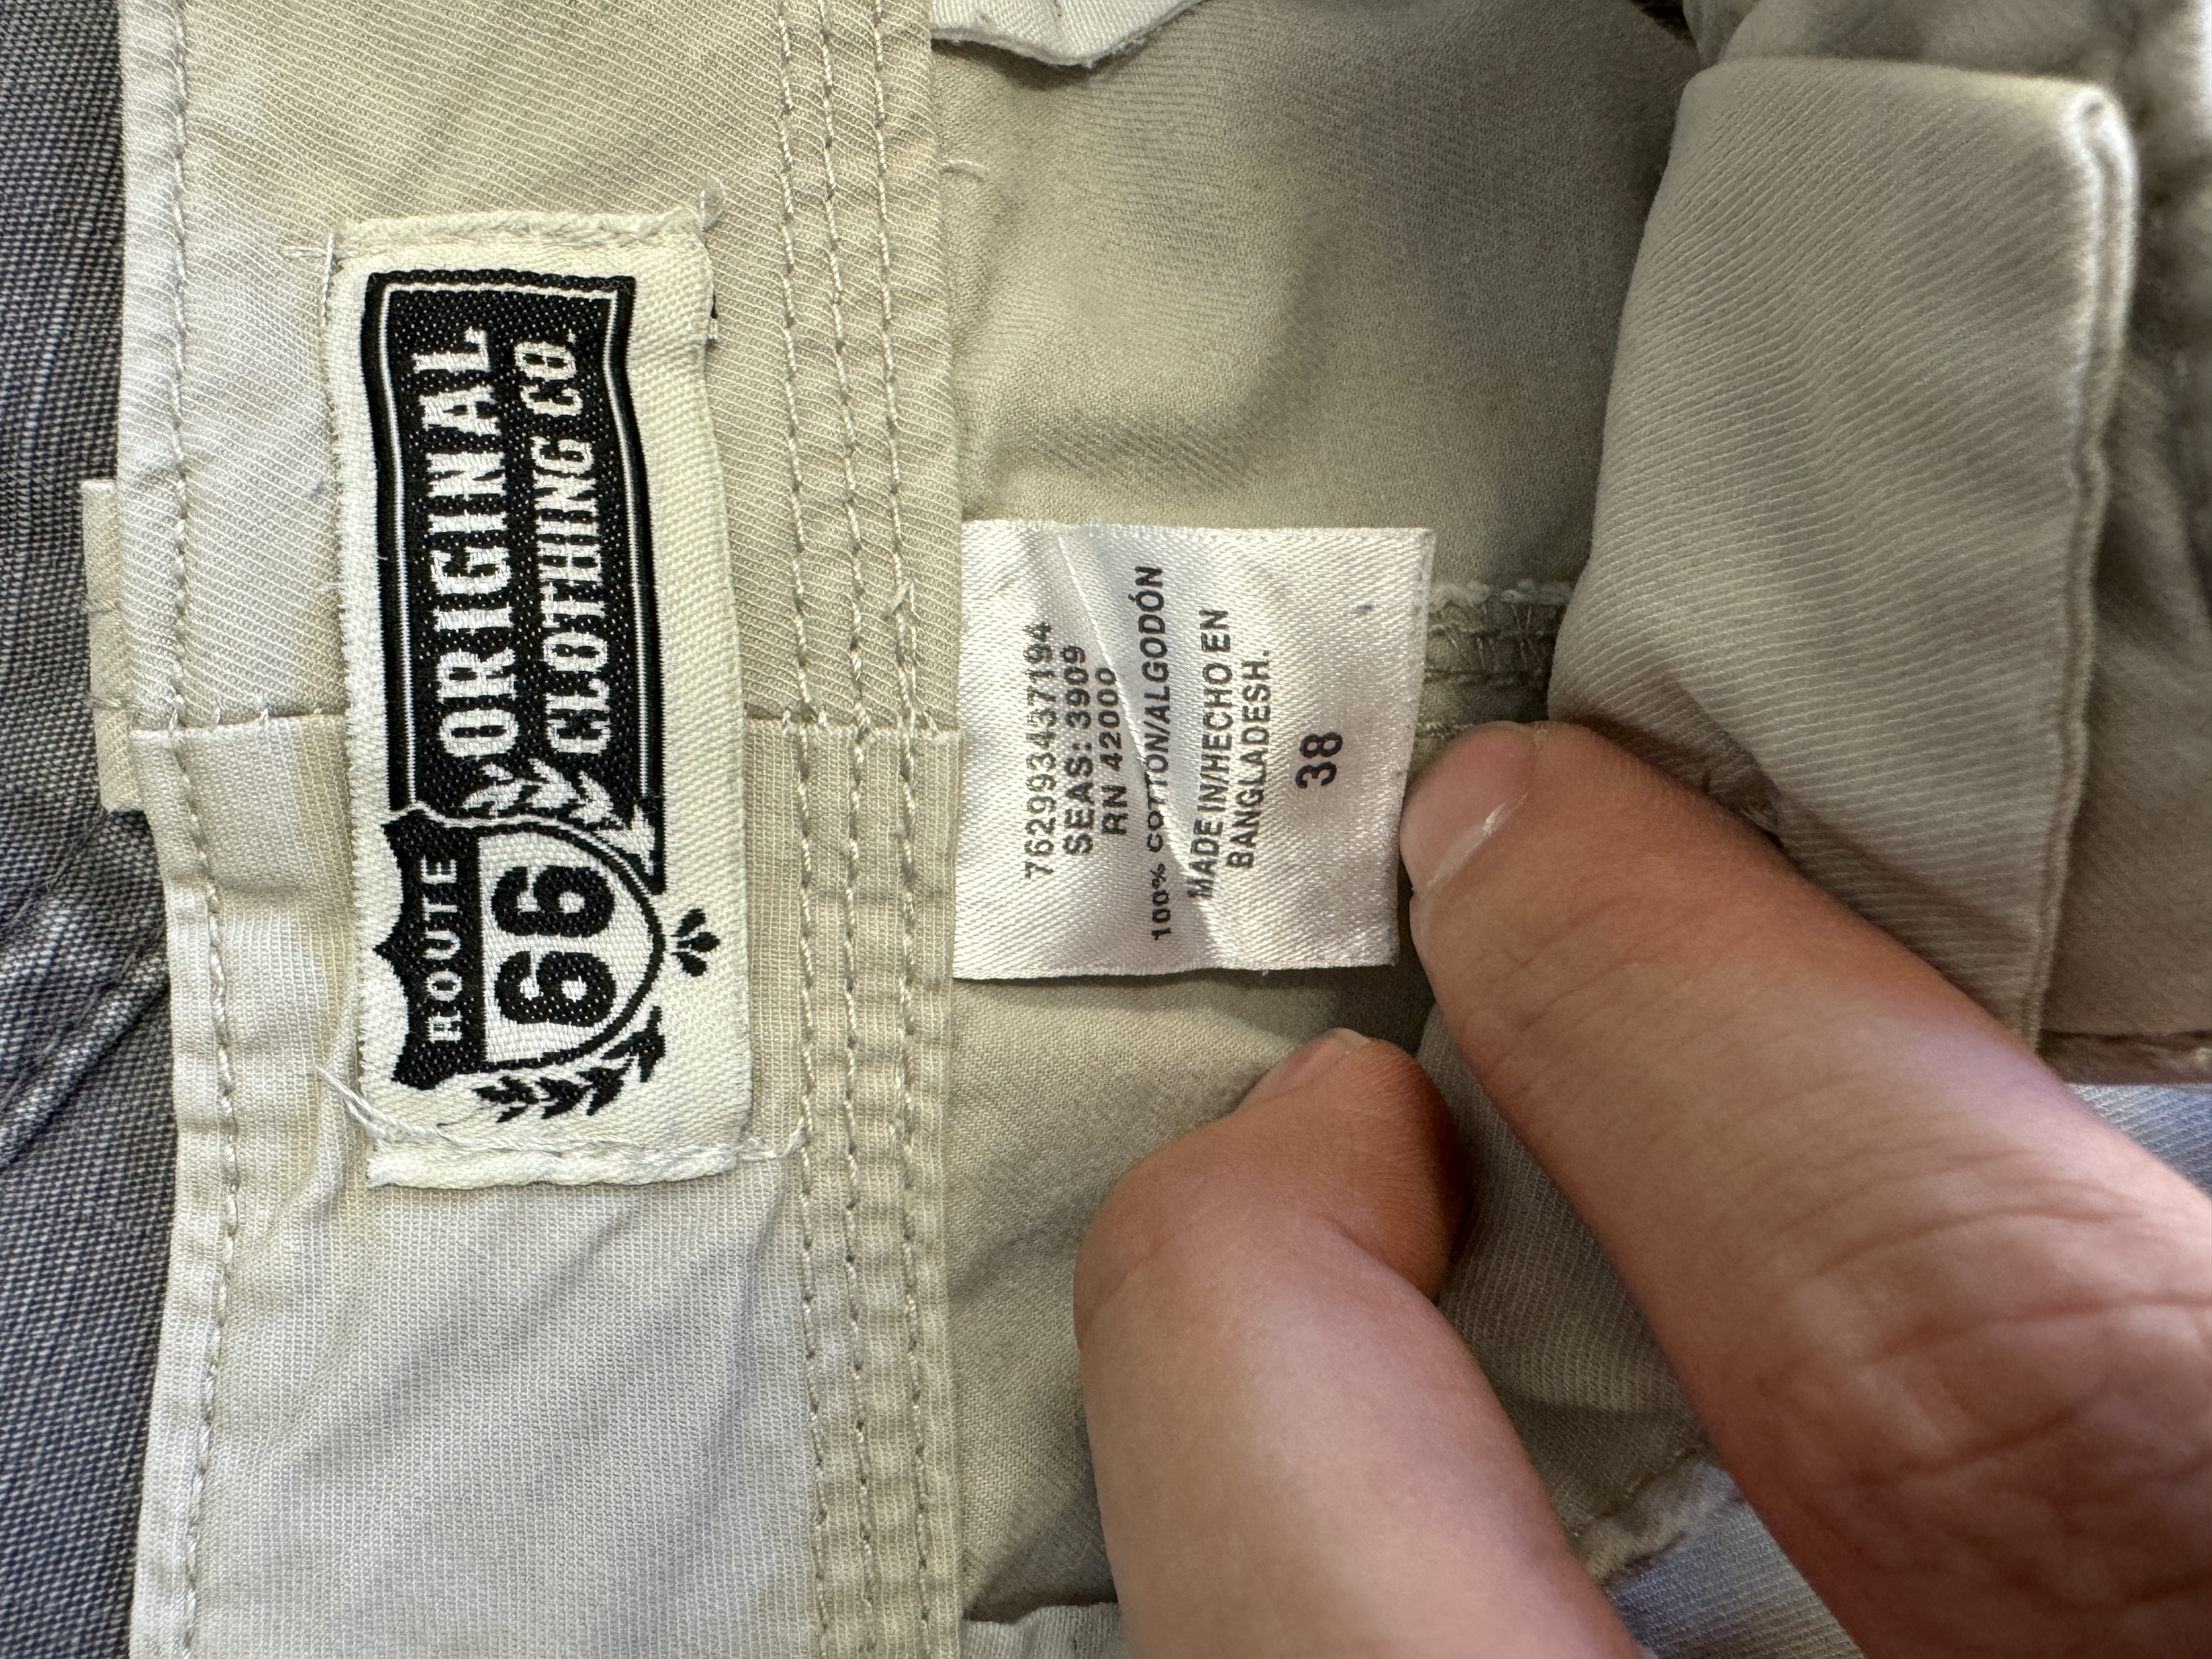 ORIGINAL
CLOTHING CO.
ROUTE
66
762993437194
SEAS: 3909
RN 42000
100% COTTON/ALGODÓN
MADE IN/HECHO EN
BANGLADESH.
38